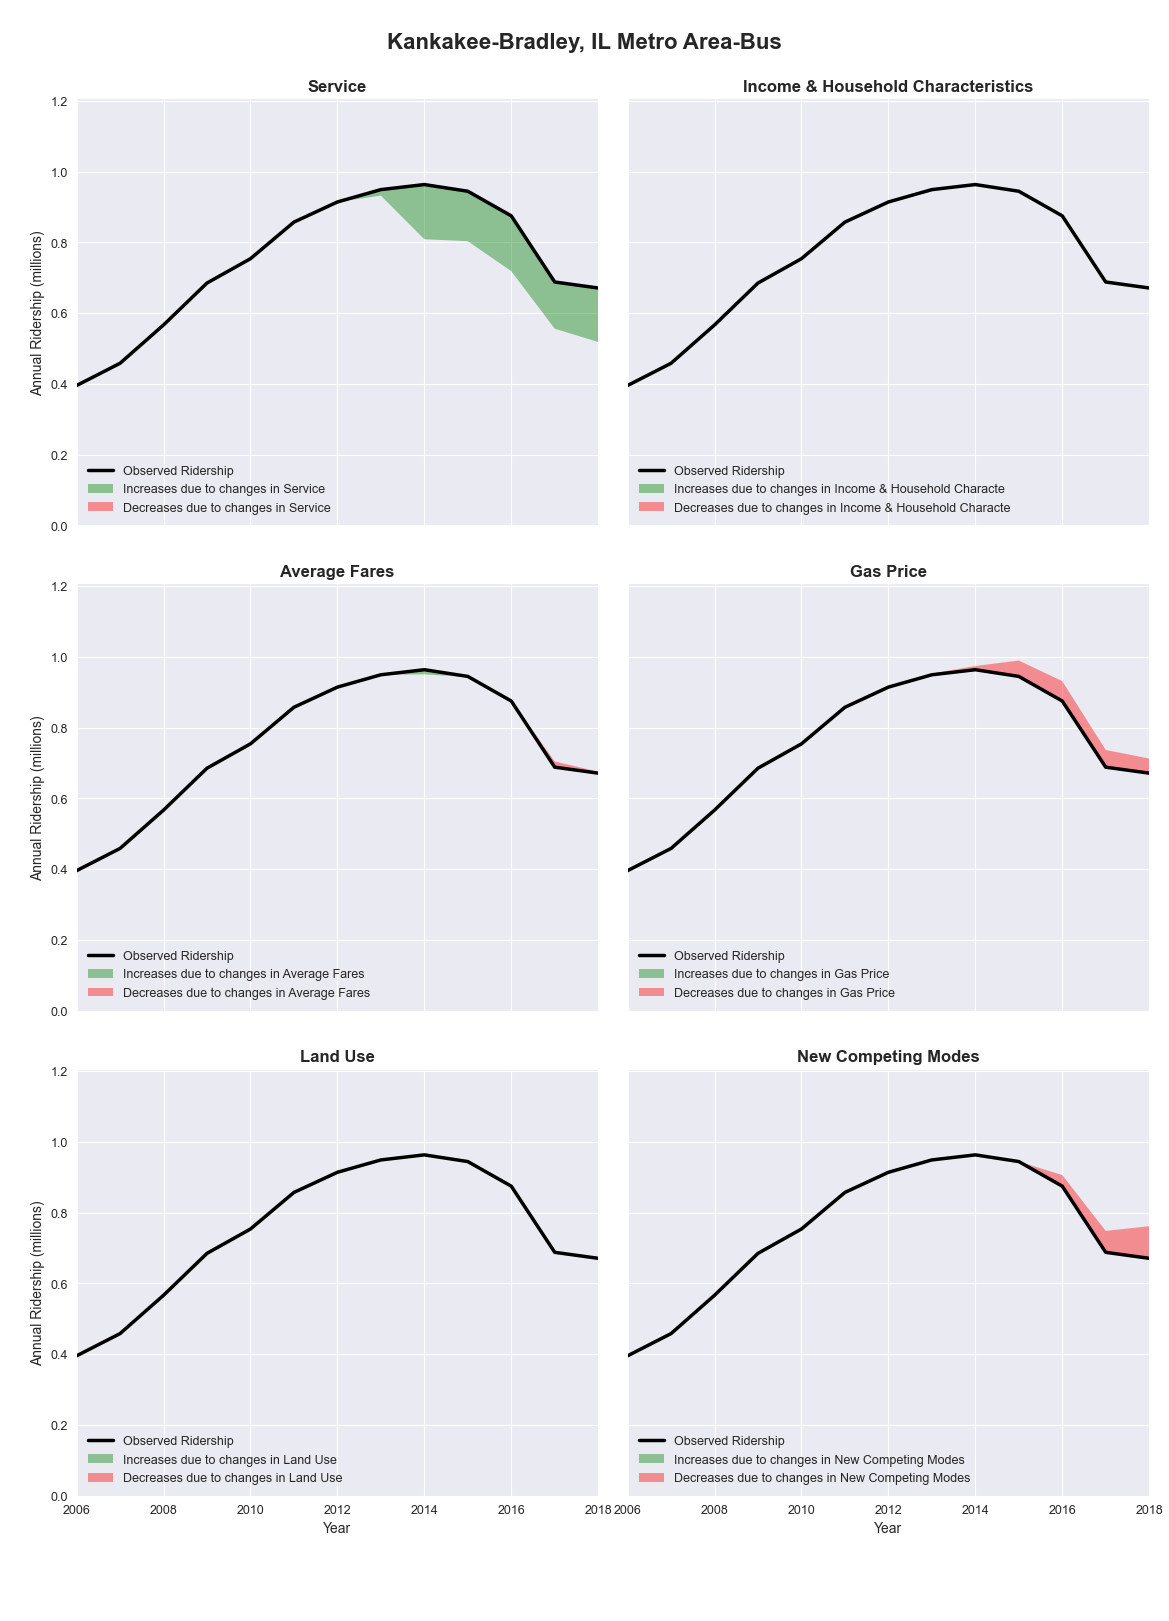 Kankakee-Bradley, IL Metro Area-Bus
Service
Income & Household Characteristics
1.2
1.0
0.8
0.6
0.4
0.2
0.0
Annual Ridership (millions)
Observed Ridership
Increases due to changes in Service
Decreases due to changes in Service
Observed Ridership
Increases due to changes in Income & Household Characte
Decreases due to changes in Income & Household Characte
Average Fares
Gas Price
1.2
1.0
0.8
0.6
0.4
0.2
0.0
Annual Ridership (millions)
Observed Ridership
Increases due to changes in Average Fares
Decreases due to changes in Average Fares
Observed Ridership
Increases due to changes in Gas Price
Decreases due to changes in Gas Price
Land Use
New Competing Modes
1.2
1.0
0.8
0.6
0.4
0.2
0.0
Annual Ridership (millions)
Observed Ridership
Increases due to changes in Land Use
Decreases due to changes in Land Use
Observed Ridership
Increases due to changes in New Competing Modes
Decreases due to changes in New Competing Modes
2006 2008 2010 2012 2014 2016 2018
2006 2008 2010 2012 2014 2016 2018
Year
Year